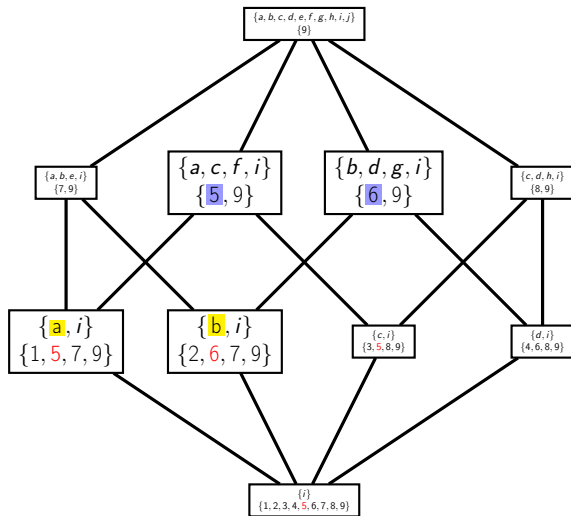 {a, b, c, d, e, f, g, h, i, j}
{9}
{a, b, e, i}
{7, 9}
{a, c, f, i}
{5, 9}
{b, d, g, i}
{6, 9}
{c, d, h, i}
{8, 9}
{a, i}
{1, 5, 7, 9}
{b, i}
{2, 6, 7, 9}
{c, i}
{3, 5, 8, 9}
{d, i}
{4, 6, 8, 9}
{i}
{1, 2, 3, 4, 5, 6, 7, 8, 9}